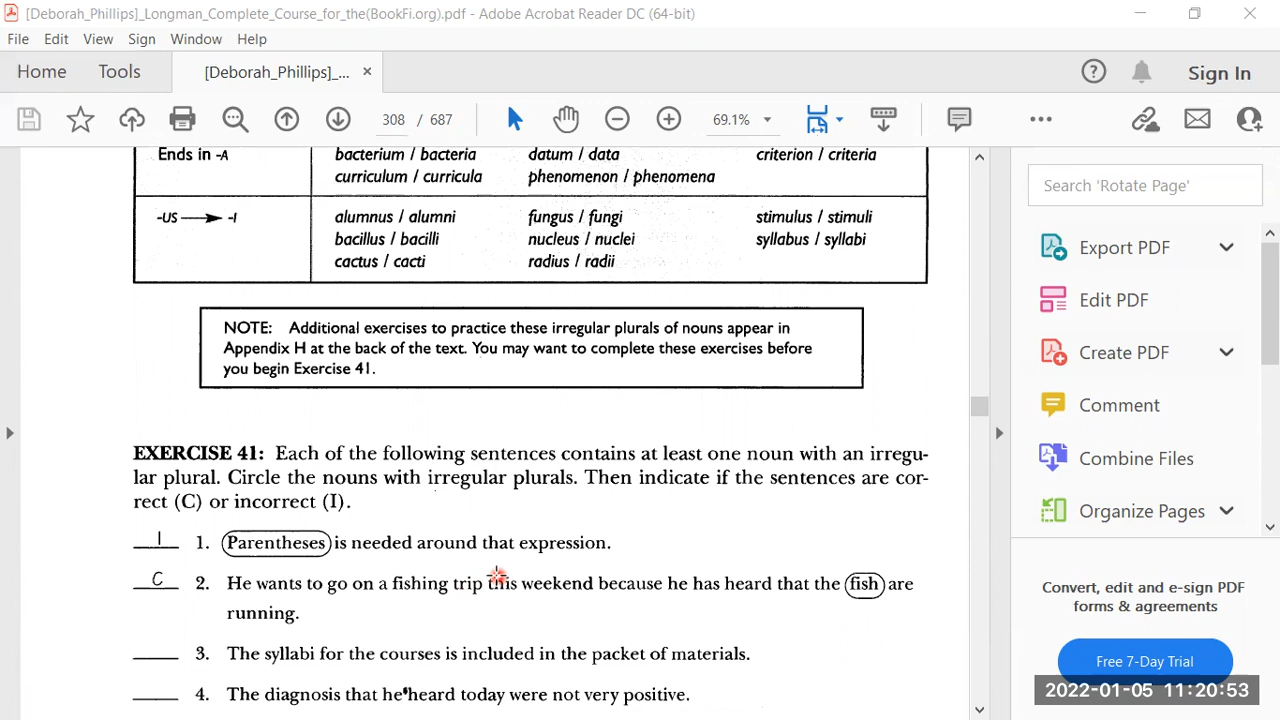 [Deborah_Phillips]_Longman_Complete_Course_for_the(BookFi.org).pdf - Adobe Acrobat Reader DC (64-bit)
File Edit View Sign Window Help
Home Tools [Deborah_Phillips]_... ×
Sign In
308 / 687
69.1%
Ends in -A
bacterium / bacteria datum / data criterion / criteria
curriculum / curricula phenomenon / phenomena
-US → -I
alumnus / alumni fungus / fungi stimulus / stimuli
bacillus / bacilli nucleus / nuclei syllabus / syllabi
cactus / cacti radius / radii
NOTE: Additional exercises to practice these irregular plurals of nouns appear in
Appendix H at the back of the text. You may want to complete these exercises before
you begin Exercise 41.
EXERCISE 41: Each of the following sentences contains at least one noun with an irregu-
lar plural. Circle the nouns with irregular plurals. Then indicate if the sentences are cor-
rect (C) or incorrect (I).
I 1. Parentheses is needed around that expression.
C 2. He wants to go on a fishing trip this weekend because he has heard that the fish are
running.
3. The syllabi for the courses is included in the packet of materials.
4. The diagnosis that he heard today were not very positive.
Search 'Rotate Page'
Export PDF
Edit PDF
Create PDF
Comment
Combine Files
Organize Pages
Convert, edit and e-sign PDF
forms & agreements
Free 7-Day Trial
2022-01-05 11:20:53